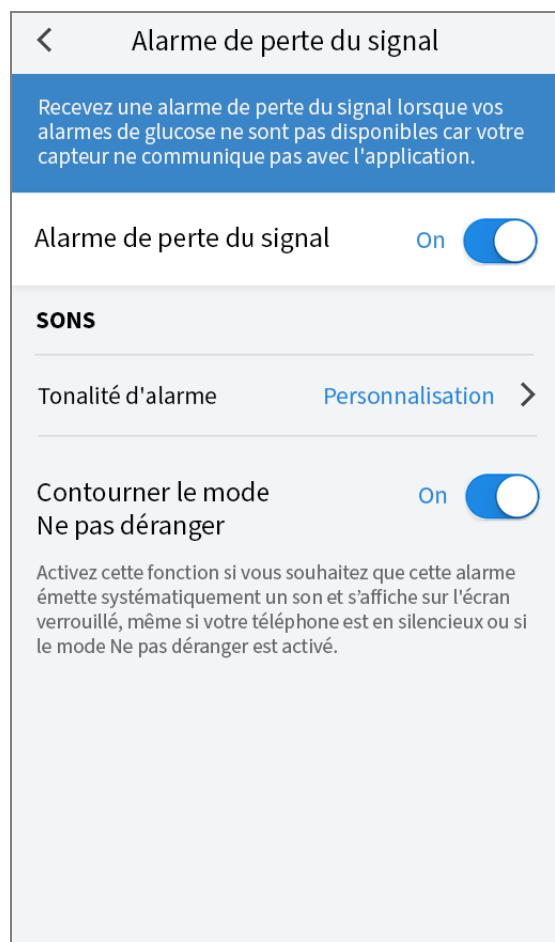 Alarme de perte du signal
Recevez une alarme de perte du signal lorsque vos
alarmes de glucose ne sont pas disponibles car votre
capteur ne communique pas avec l'application.
Alarme de perte du signal On
SONS
Tonalité d'alarme Personnalisation
Contourner le mode On
Ne pas déranger
Activez cette fonction si vous souhaitez que cette alarme
émette systématiquement un son et s’affiche sur l'écran
verrouillé, même si votre téléphone est en silencieux ou si
le mode Ne pas déranger est activé.